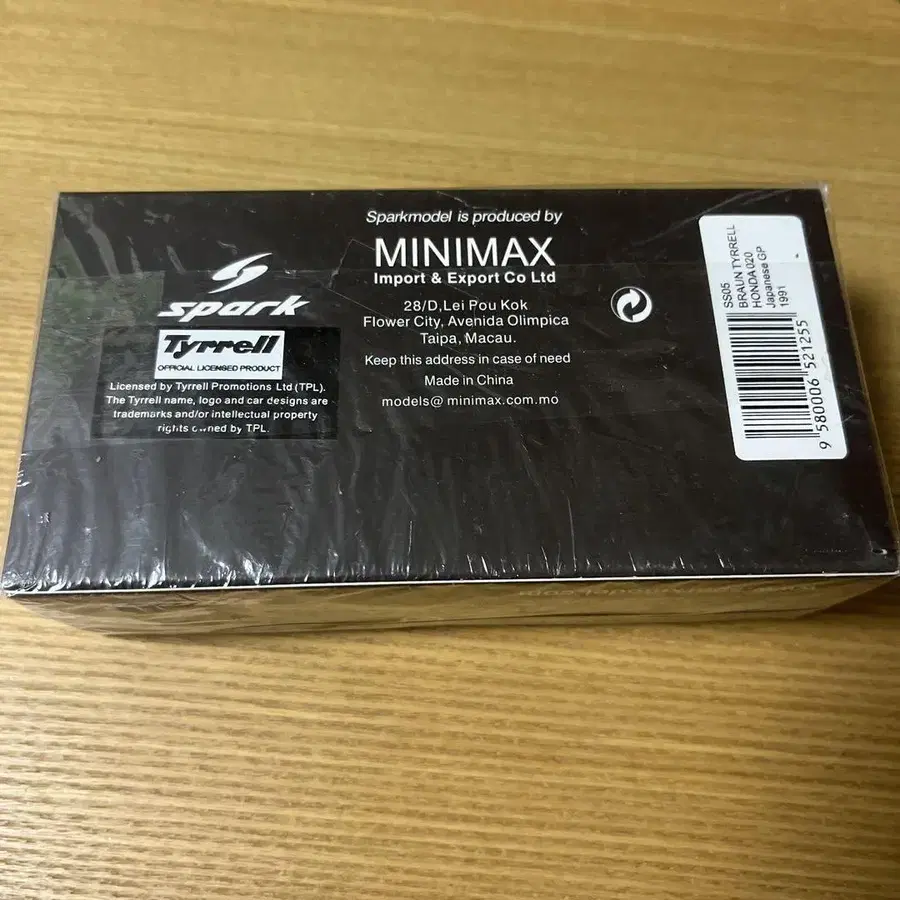 Sparkmodel is produced by
MINIMAX
Import & Export Co Ltd
28/D,Lei Pou Kok
Flower City, Avenida Olimpica
Taipa, Macau.
Keep this address in case of need
Made in China
models@ minimax.com.mo
spark
Tyrrell
OFFICIAL LICENSED PRODUCT
Licensed by Tyrrell Promotions Ltd (TPL).
The Tyrrell name, logo and car designs are
trademarks and/or intellectual property
rights owned by TPL.
SS05
BRAUN TYRRELL
HONDA 020
Japanese GP
1991
9 580006 521255